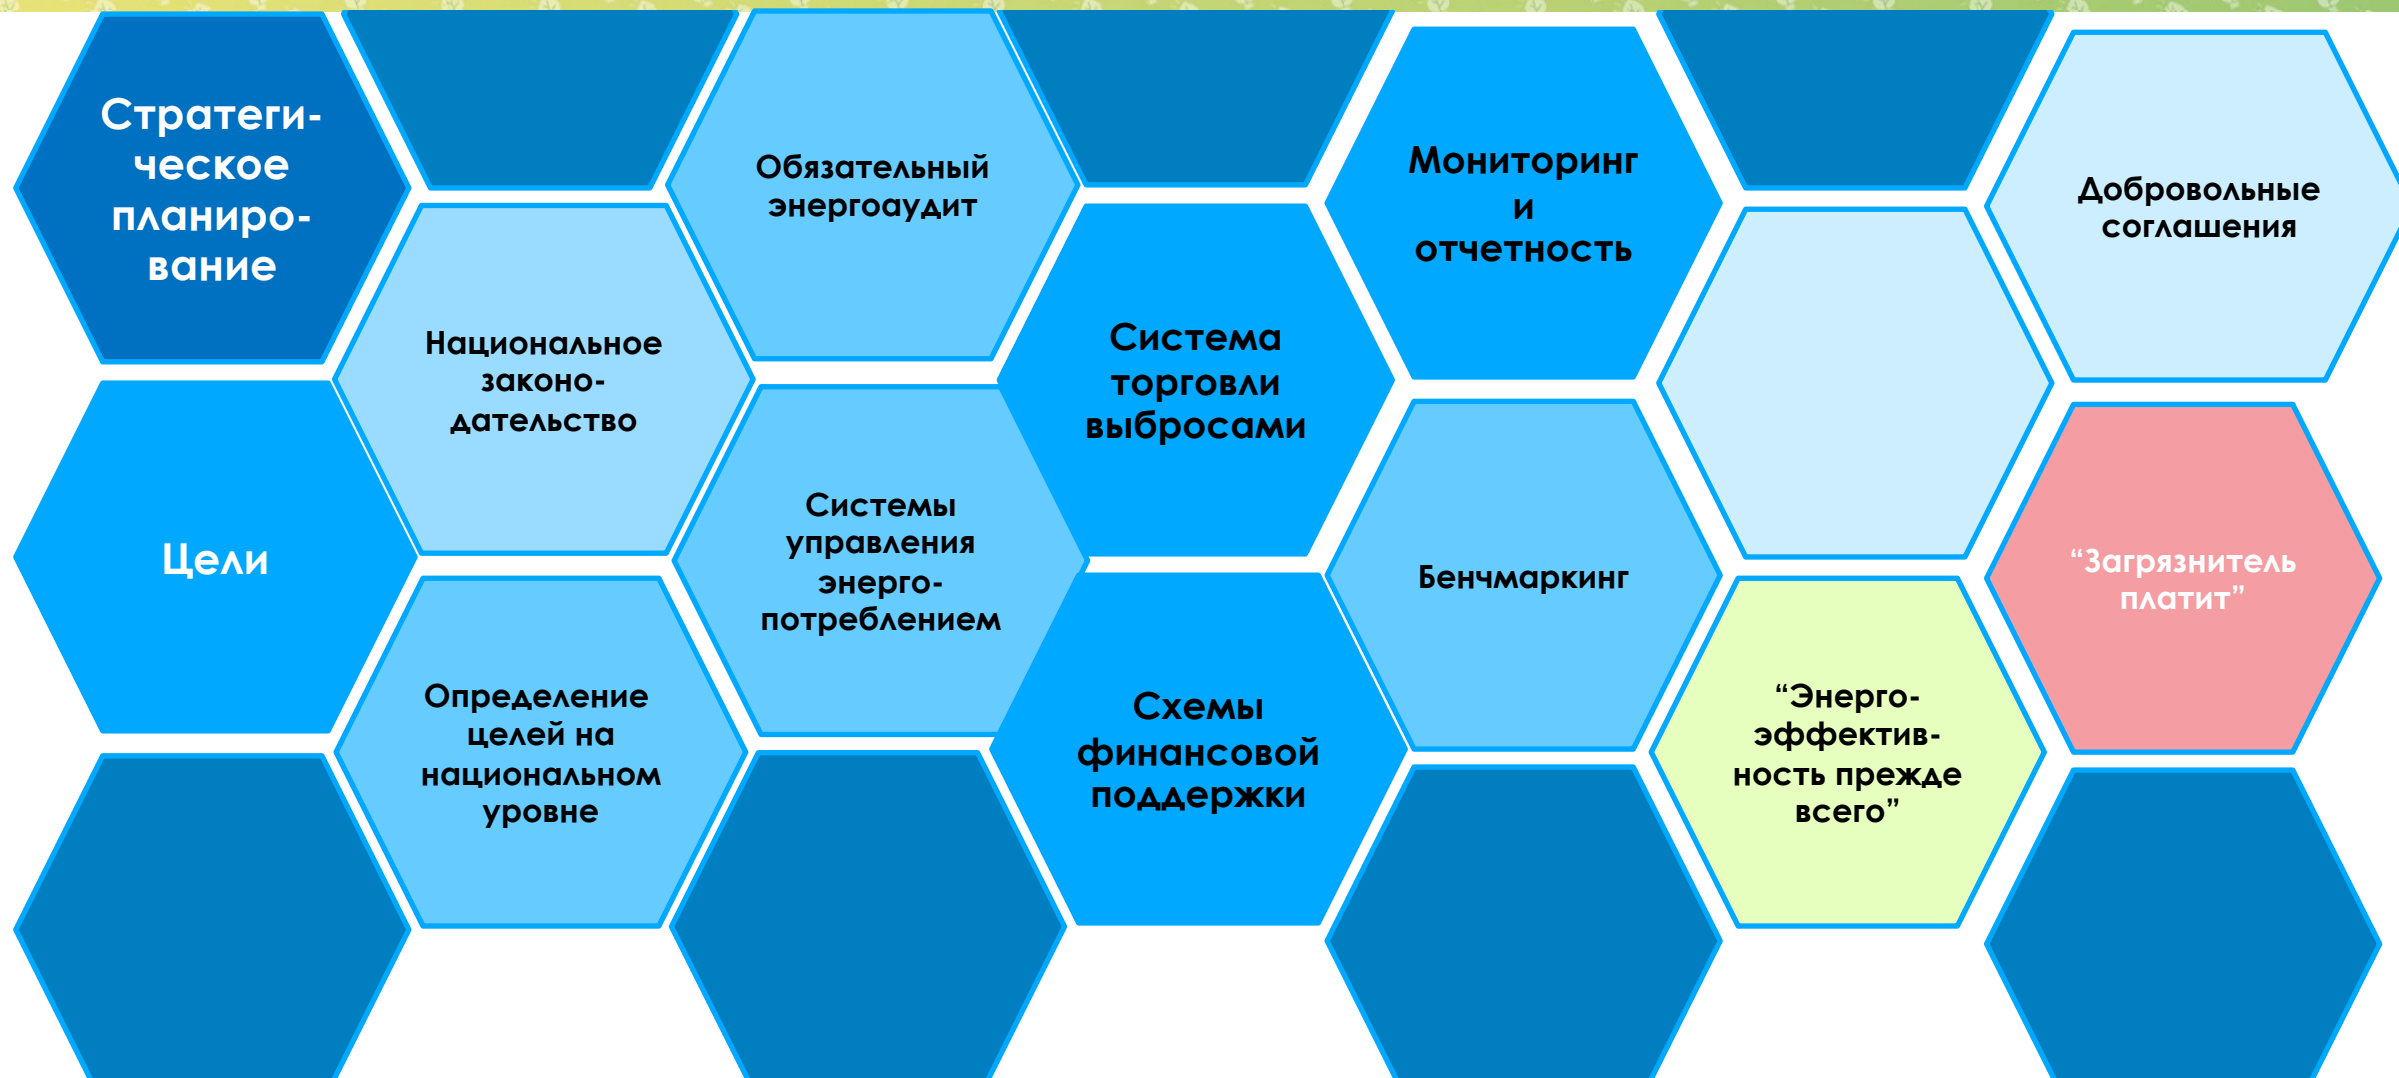 Стратеги-
ческое
планиро-
вание
Цели
Национальное
законо-
дательство
Определение
целей на
национальном
уровне
Обязательный
энергоаудит
Системы
управления
энерго-
потреблением
Система
торговли
выбросами
Схемы
финансовой
поддержки
Мониторинг
и
отчетность
Бенчмаркинг
“Энерго-
эффектив-
ность прежде
всего”
Добровольные
соглашения
“Загрязнитель
платит”